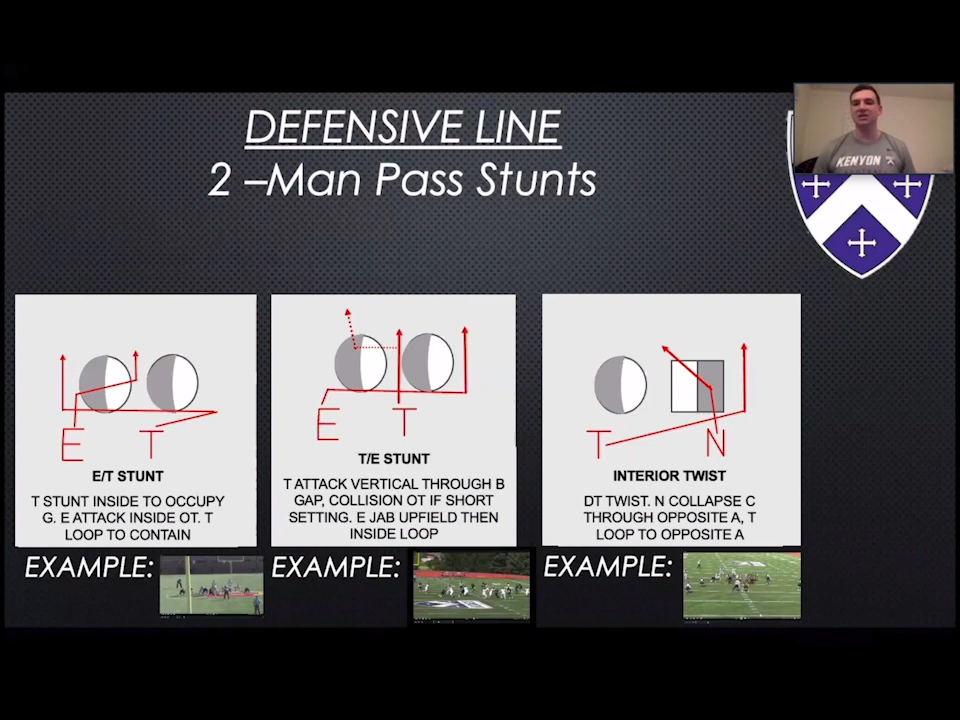 DEFENSIVE LINE
2 –Man Pass Stunts
KENYON
E T
E/T STUNT
T STUNT INSIDE TO OCCUPY
G. E ATTACK INSIDE OT. T
LOOP TO CONTAIN
E T
T/E STUNT
T ATTACK VERTICAL THROUGH B
GAP, COLLISION OT IF SHORT
SETTING. E JAB UPFIELD THEN
INSIDE LOOP
T N
INTERIOR TWIST
DT TWIST. N COLLAPSE C
THROUGH OPPOSITE A, T
LOOP TO OPPOSITE A
EXAMPLE:
EXAMPLE:
EXAMPLE: